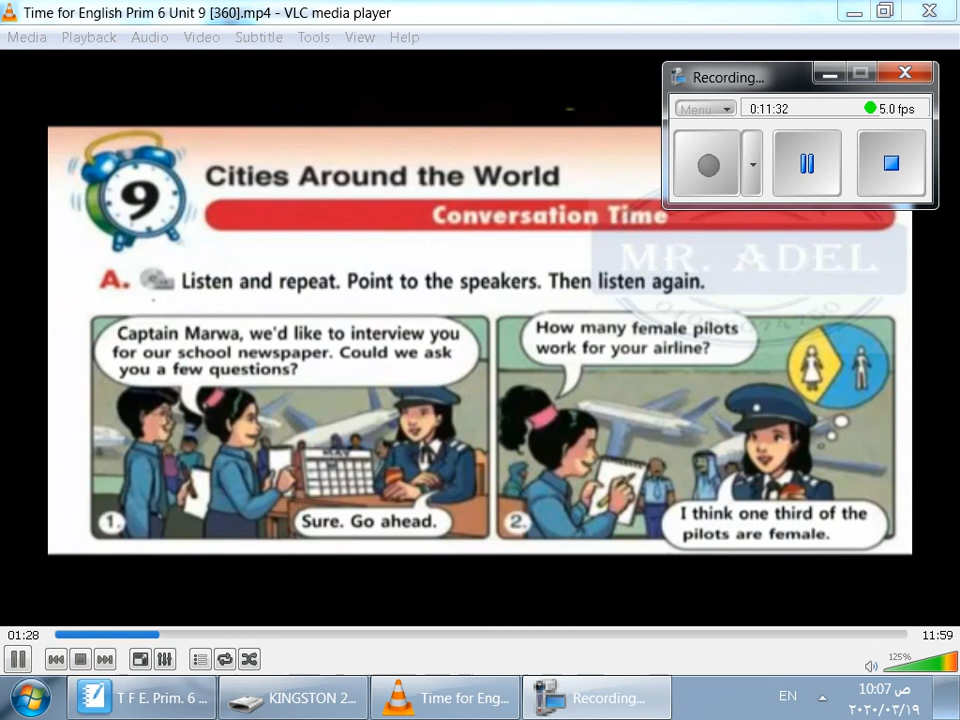 Time for English Prim 6 Unit 9 [360].mp4 - VLC media player
Media Playback Audio Video Subtitle Tools View Help
Recording...
Menu
0:11:32
5.0 fps
9
Cities Around the World
Conversation Time
MR. ADEL
A. Listen and repeat. Point to the speakers. Then listen again.
Captain Marwa, we'd like to interview you
for our school newspaper. Could we ask
you a few questions?
MAY
1.
Sure. Go ahead.
How many female pilots
work for your airline?
2.
I think one third of the
pilots are female.
01:28
11:59
125%
T F E. Prim. 6 ...
KINGSTON 2...
Time for Eng...
Recording...
EN
10:07 ص
٢٠٢٠/٠٣/١٩